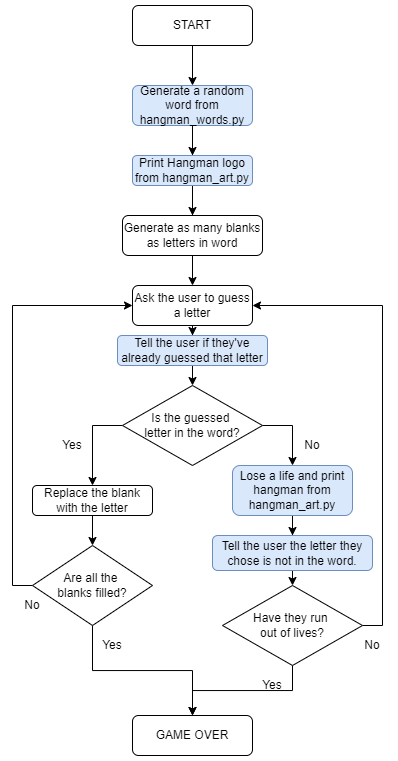 START
Generate a random
word from
hangman_words.py
Print Hangman logo
from hangman_art.py
Generate as many blanks
as letters in word
Ask the user to guess
a letter
Tell the user if they've
already guessed that letter
Is the guessed
letter in the word?
Yes
No
Replace the blank
with the letter
Lose a life and print
hangman from
hangman_art.py
Tell the user the letter they
chose is not in the word.
Are all the
blanks filled?
No
Yes
Have they run
out of lives?
No
Yes
GAME OVER